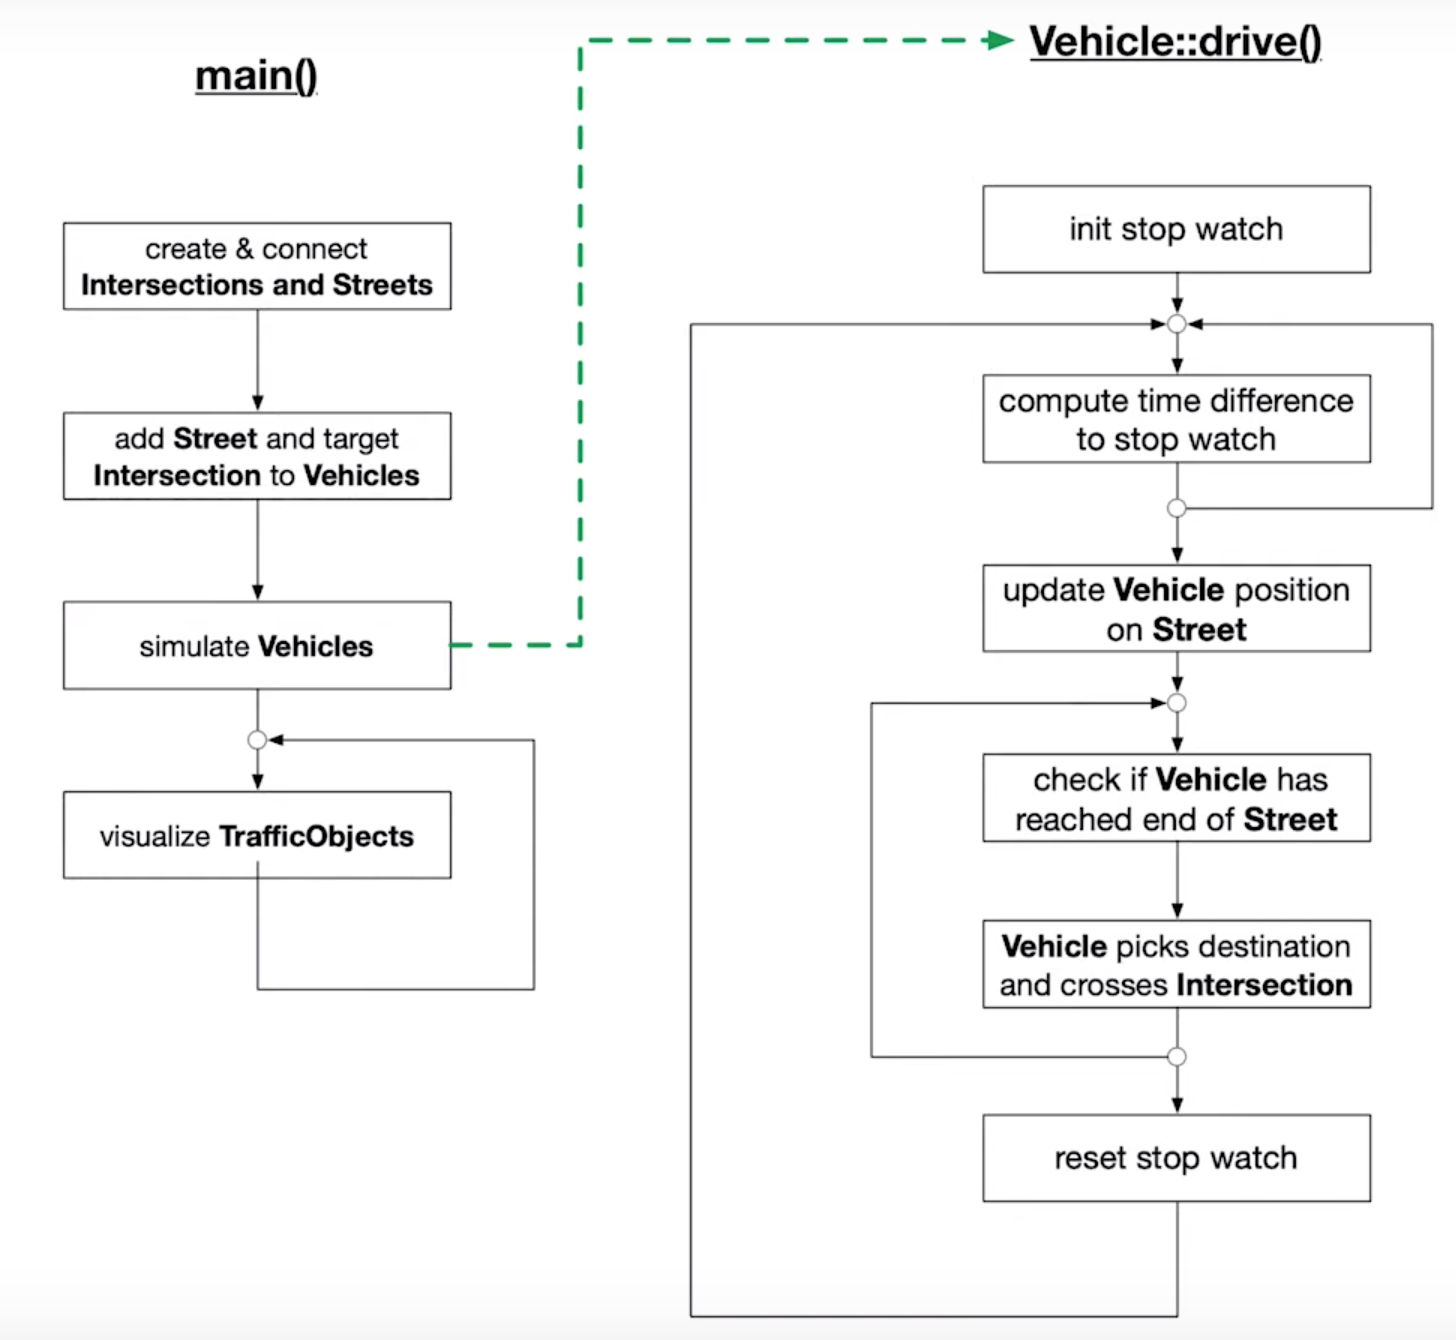 main()
create & connect
Intersections and Streets
add Street and target
Intersection to Vehicles
simulate Vehicles
visualize TrafficObjects
Vehicle::drive()
init stop watch
compute time difference
to stop watch
update Vehicle position
on Street
check if Vehicle has
reached end of Street
Vehicle picks destination
and crosses Intersection
reset stop watch